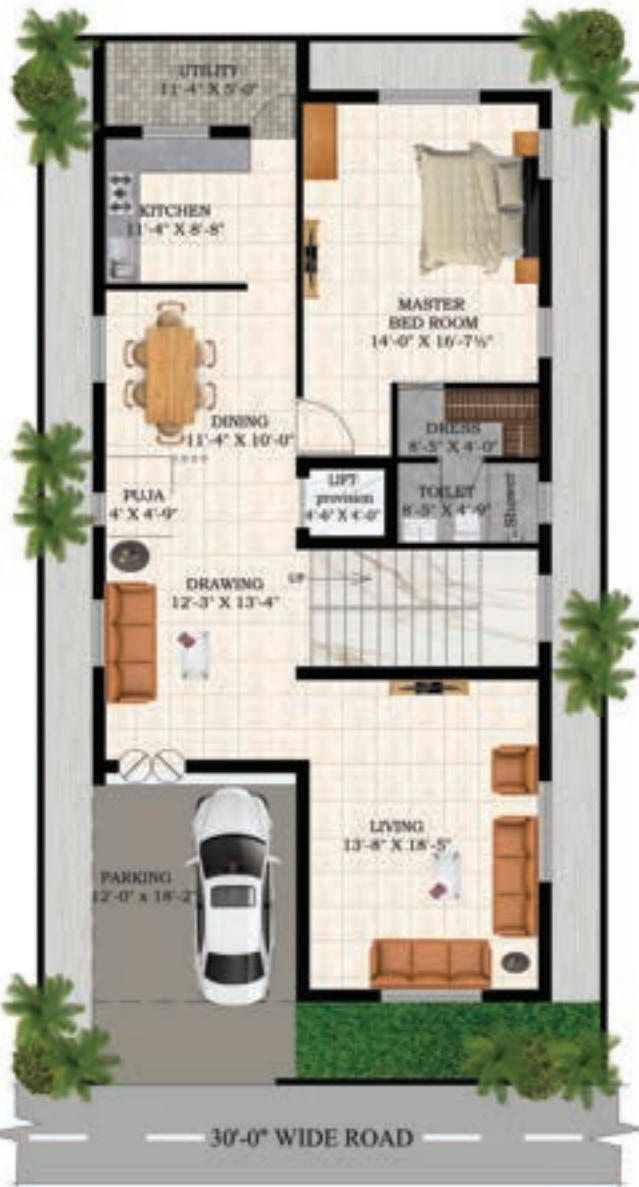 UTILITY
11'-4" X 5'-0"
KITCHEN
11'-4" X 8'-8"
MASTER
BED ROOM
14'-0" X 16'-7½"
DINING
11'-4" X 10'-0"
DRESS
8'-5" X 4'-0"
LIFT
provision
4'-6" X 4'-0"
TOILET
8'-5" X 4'-9"
Shower
PUJA
4' X 4'-9"
DRAWING
12'-3" X 13'-4"
UP
LIVING
13'-8" X 18'-5"
PARKING
12'-0" x 18'-2"
30'-0" WIDE ROAD